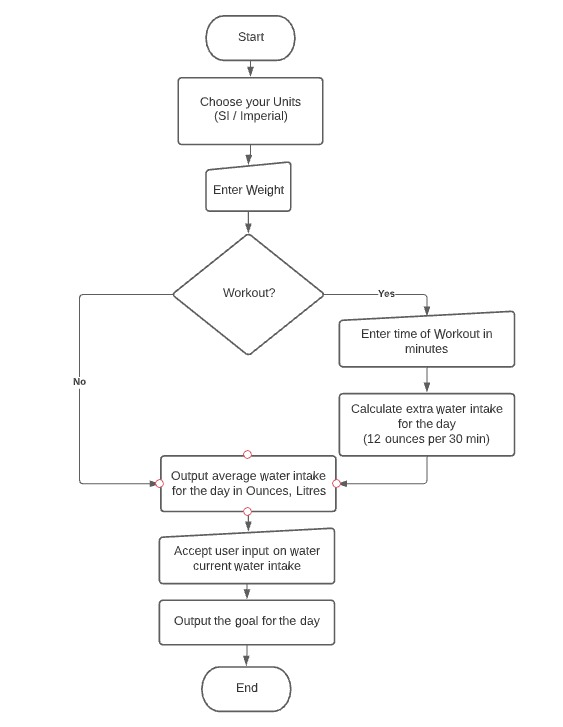 Start
Choose your Units
(SI / Imperial)
Enter Weight
Workout?
Yes
Enter time of Workout in
minutes
No
Calculate extra water intake
for the day
(12 ounces per 30 min)
Output average water intake
for the day in Ounces, Litres
Accept user input on water
current water intake
Output the goal for the day
End